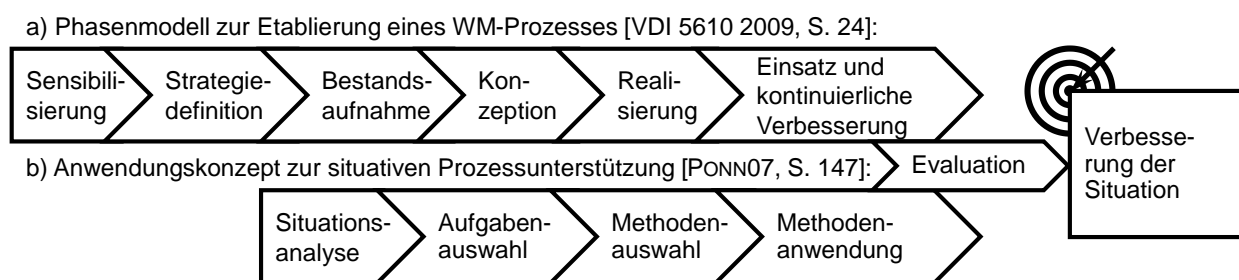 a) Phasenmodell zur Etablierung eines WM-Prozesses [VDI 5610 2009, S. 24]:
Sensibili-
sierung
Strategie-
definition
Bestands-
aufnahme
Kon-
zeption
Reali-
sierung
Einsatz und
kontinuierliche
Verbesserung
b) Anwendungskonzept zur situativen Prozessunterstützung [PONN07, S. 147]:
Evaluation
Situations-
analyse
Aufgaben-
auswahl
Methoden-
auswahl
Methoden-
anwendung
Verbesse-
rung der
Situation